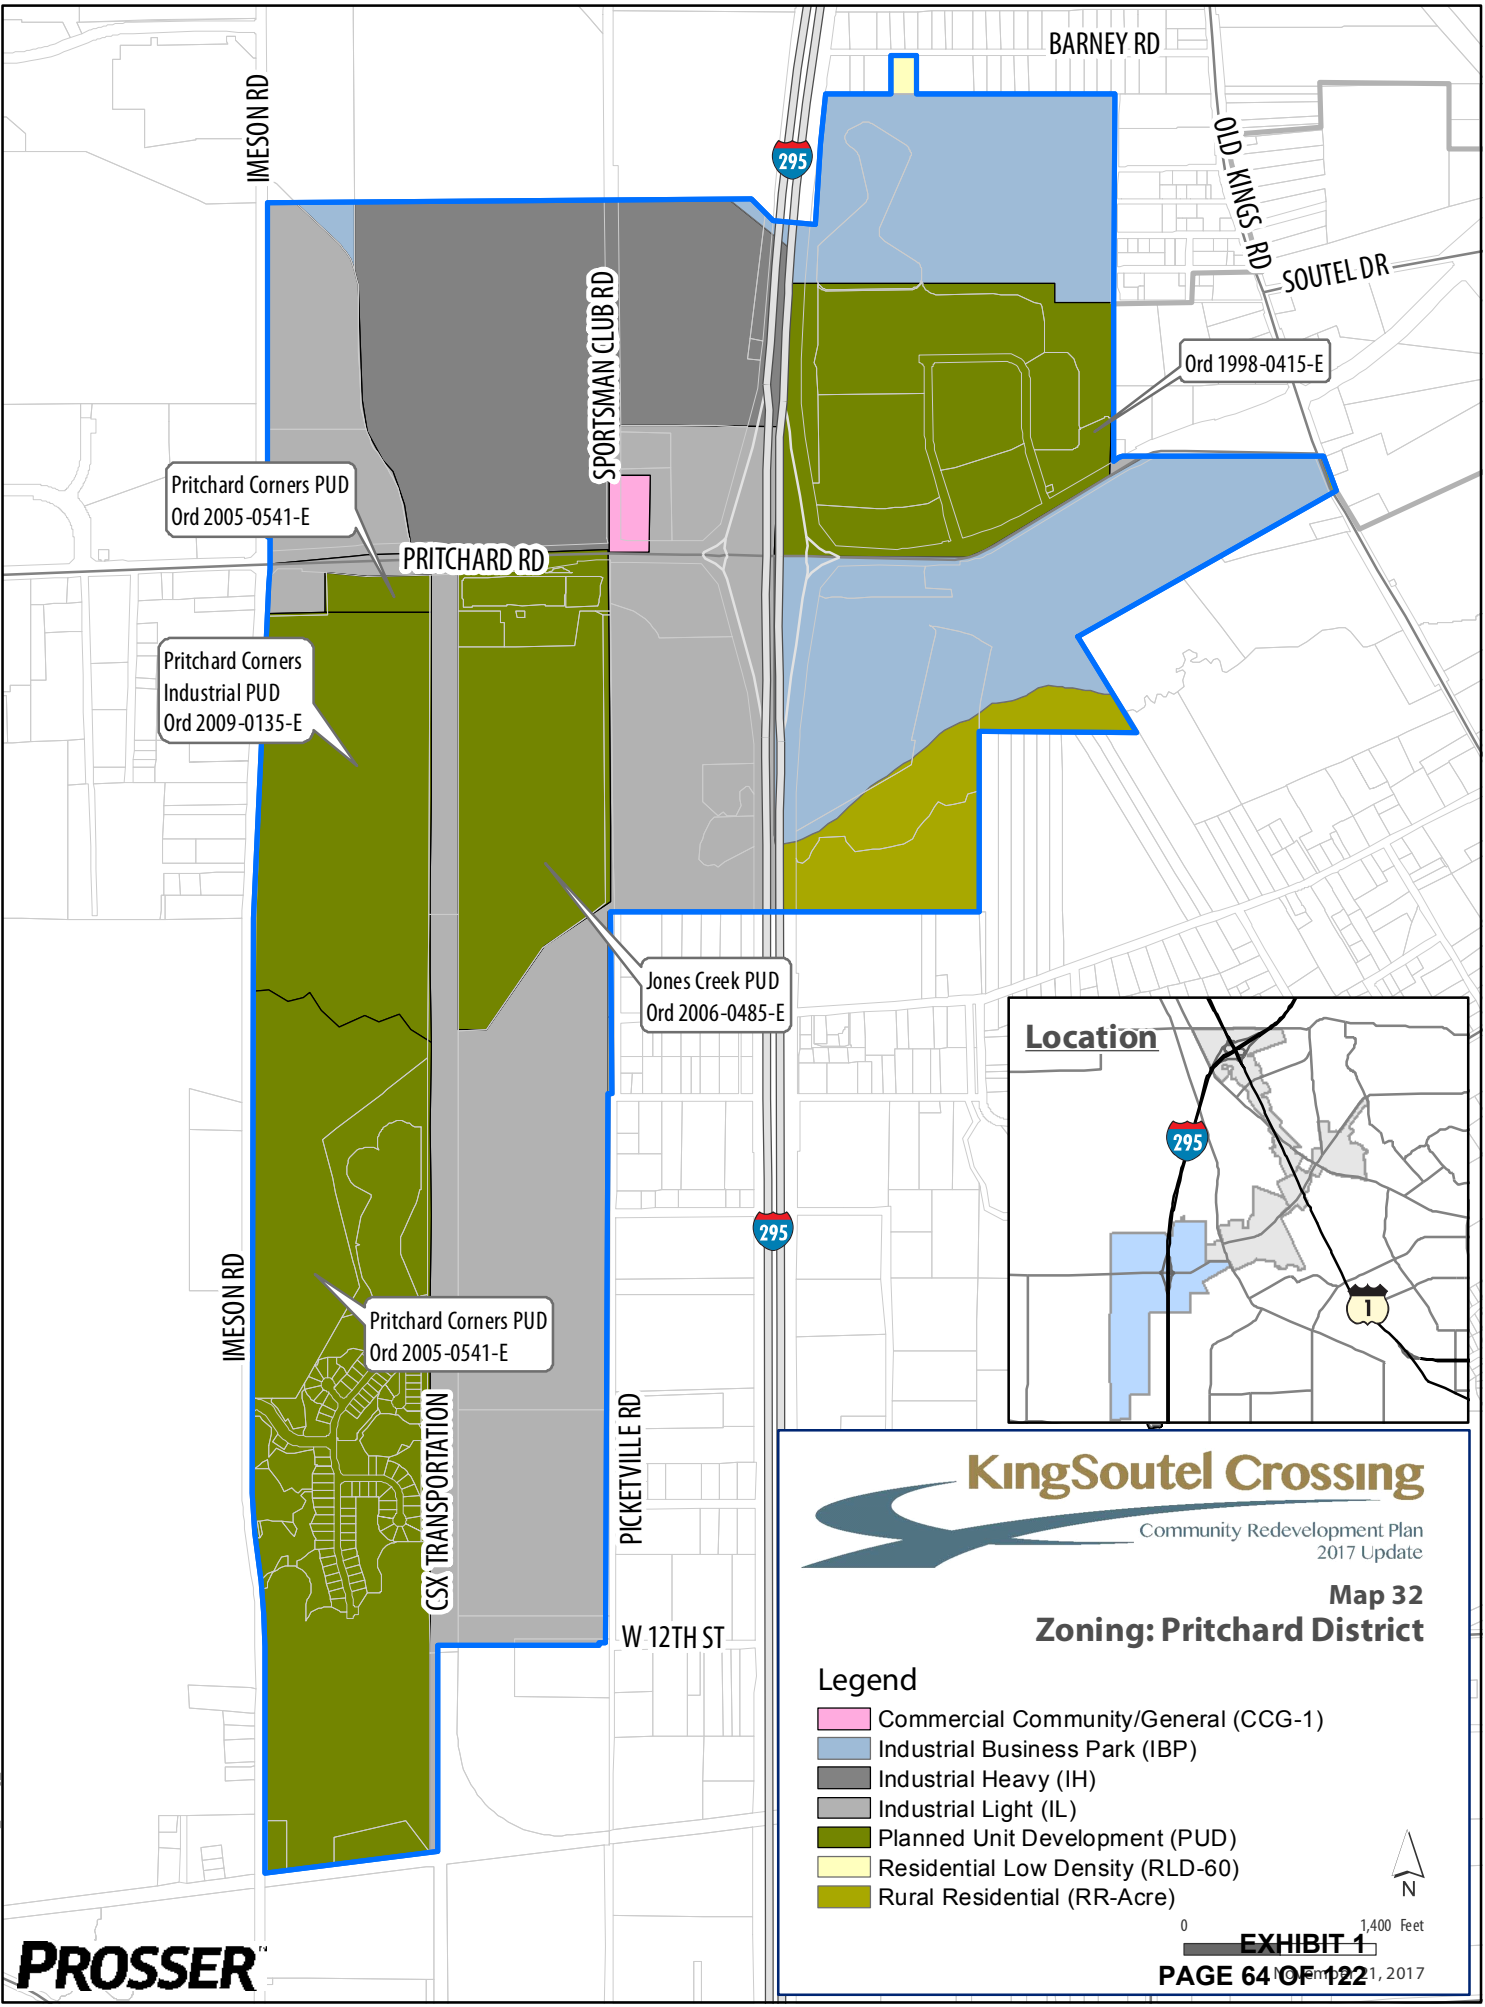 BARNEY RD
IMESON RD
295
OLD KINGS RD
SOUTEL DR
SPORTSMAN CLUB RD
Ord 1998-0415-E
Pritchard Corners PUD
Ord 2005-0541-E
PRITCHARD RD
Pritchard Corners
Industrial PUD
Ord 2009-0135-E
Jones Creek PUD
Ord 2006-0485-E
Location
295
1
295
IMESON RD
Pritchard Corners PUD
Ord 2005-0541-E
CSX TRANSPORTATION
PICKETVILLE RD
W 12TH ST
KingSoutel Crossing
Community Redevelopment Plan
2017 Update
Map 32
Zoning: Pritchard District
Legend
Commercial Community/General (CCG-1)
Industrial Business Park (IBP)
Industrial Heavy (IH)
Industrial Light (IL)
Planned Unit Development (PUD)
Residential Low Density (RLD-60)
Rural Residential (RR-Acre)
N
0 1,400 Feet
EXHIBIT 1
PAGE 64 OF 122
November 21, 2017
PROSSER